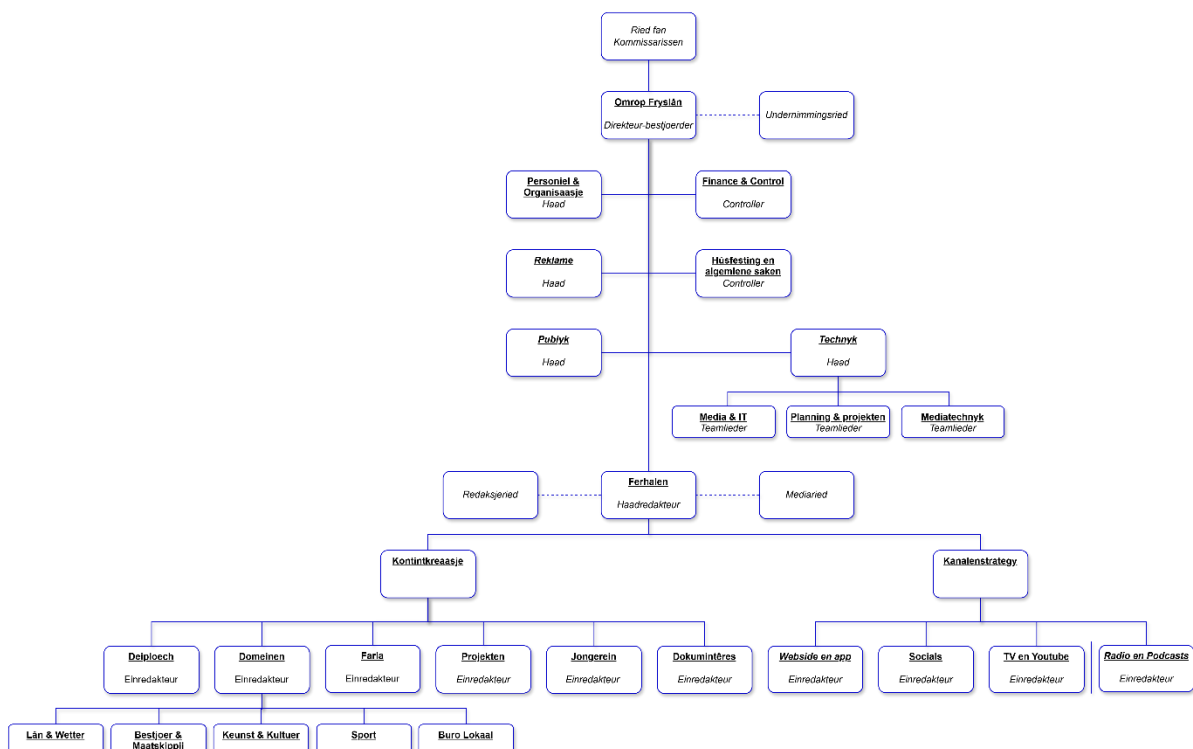 Ried fan
Kommissarissen
Omrop Fryslân
Direkteur-bestjoerder
Undernimmingsried
Personiel &
Organisaasje
Haad
Finance & Control
Controller
Reklame
Haad
Húsfesting en
algemlene saken
Controller
Publyk
Haad
Technyk
Haad
Media & IT
Teamlieder
Planning & projekten
Teamlieder
Mediatechnyk
Teamlieder
Redaksjeried
Ferhalen
Haadredakteur
Mediaried
Kontintkreaasje
Kanalenstrategy
Deiploech
Einredakteur
Domeinen
Einredakteur
Faria
Einredakteur
Projekten
Einredakteur
Jongerein
Einredakteur
Dokumintêres
Einredakteur
Webside en app
Einredakteur
Socials
Einredakteur
TV en Youtube
Einredakteur
Radio en Podcasts
Einredakteur
Lân & Wetter
Bestjoer &
Maatskippij
Keunst & Kultuer
Sport
Buro Lokaal